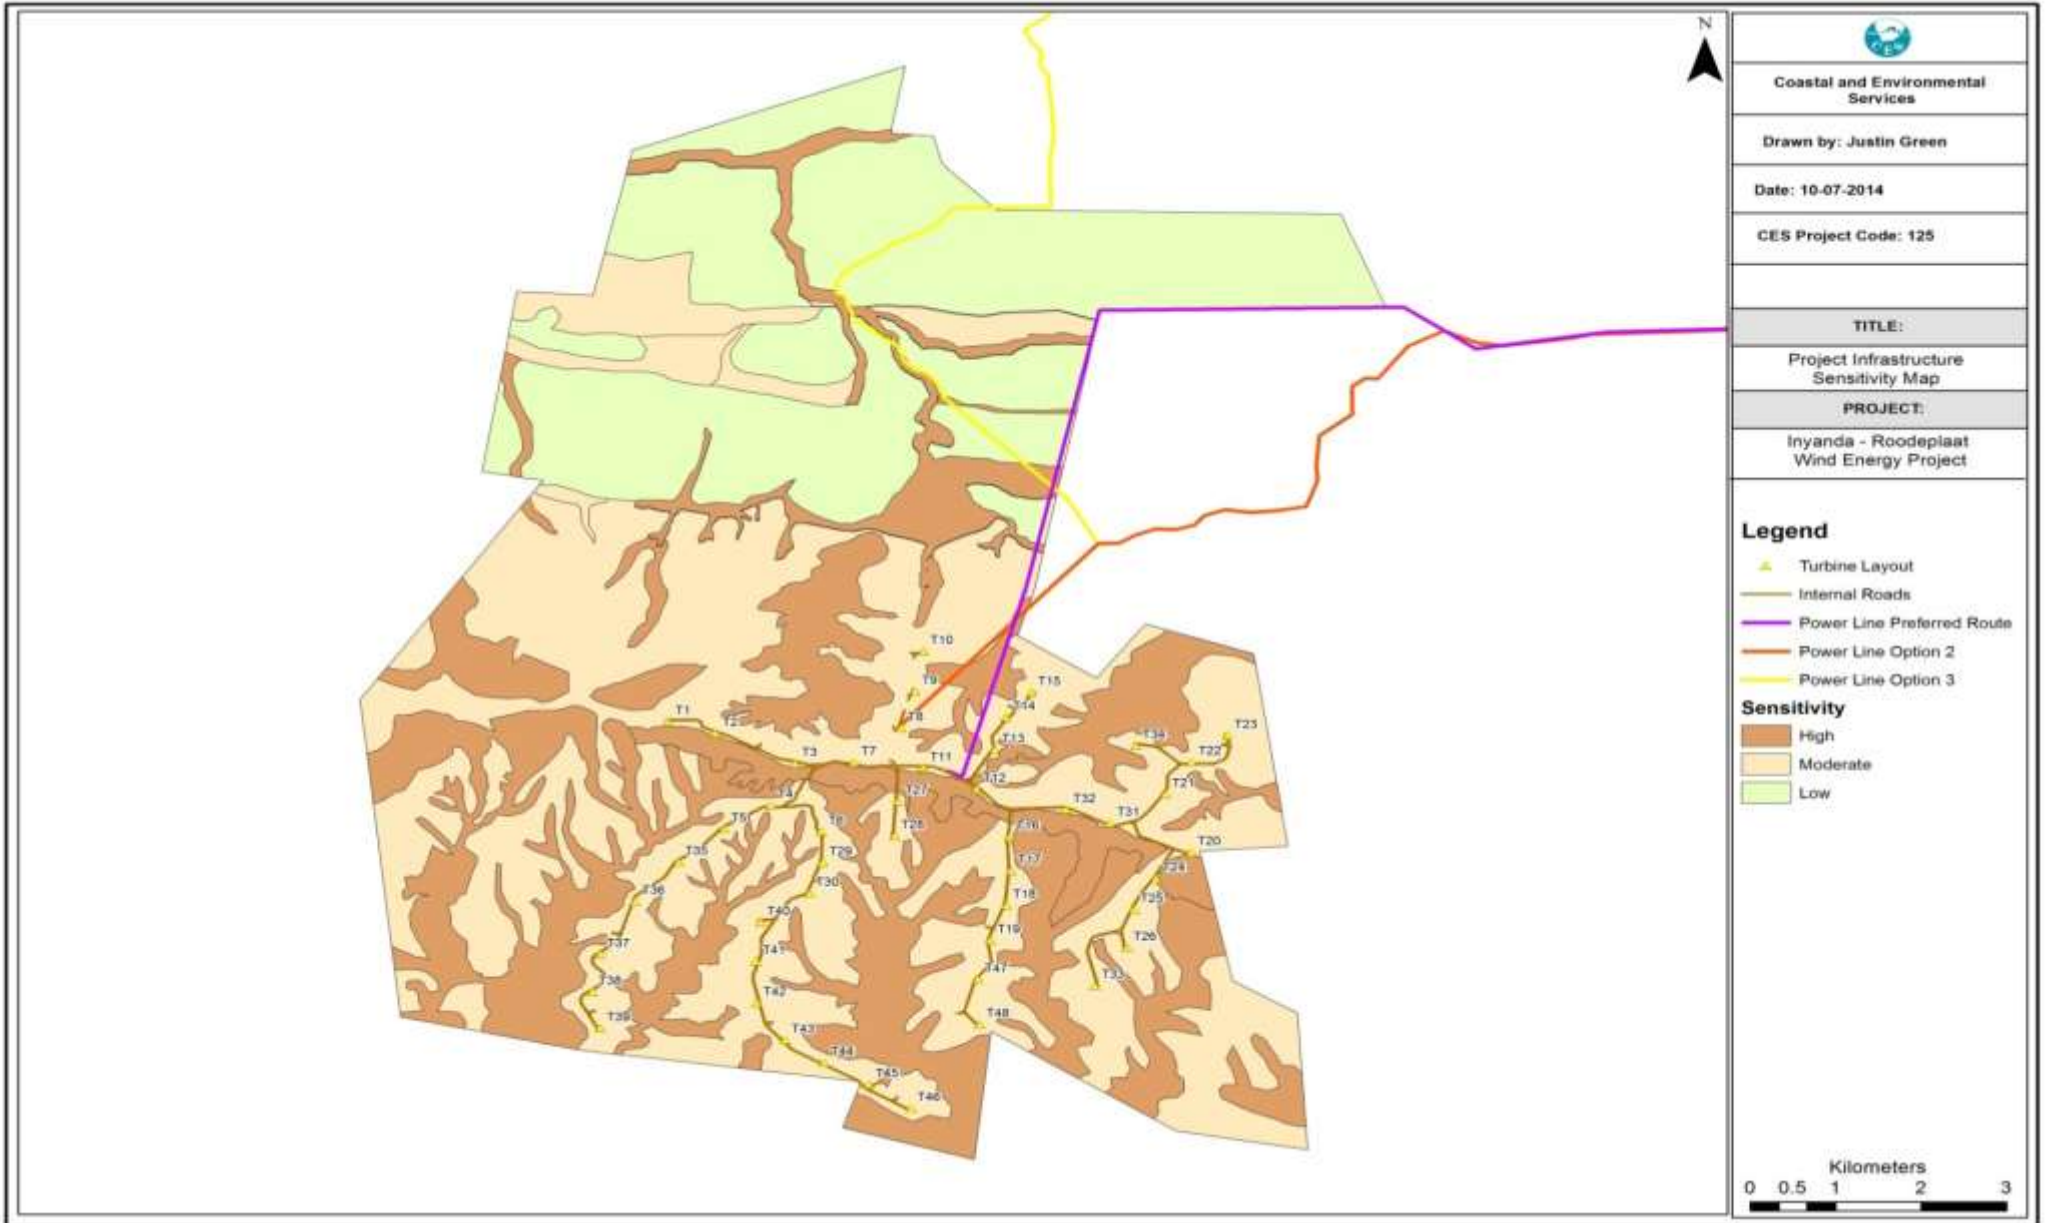 N
CES
Coastal and Environmental
Services
Drawn by: Justin Green
Date: 10-07-2014
CES Project Code: 125
TITLE:
Project Infrastructure
Sensitivity Map
PROJECT:
Inyanda - Roodeplaat
Wind Energy Project
Legend
Turbine Layout
Internal Roads
Power Line Preferred Route
Power Line Option 2
Power Line Option 3
Sensitivity
High
Moderate
Low
Kilometers
0 0.5 1 2 3
T10
T9
T15
T8
T14
T1
T2
T23
T13
T34
T3
T7
T22
T11
T12
T21
T4
T27
T32
T31
T5
T6
T28
T16
T20
T35
T29
T17
T24
T36
T30
T18
T25
T40
T37
T19
T26
T41
T38
T47
T33
T42
T39
T43
T48
T44
T45
T46